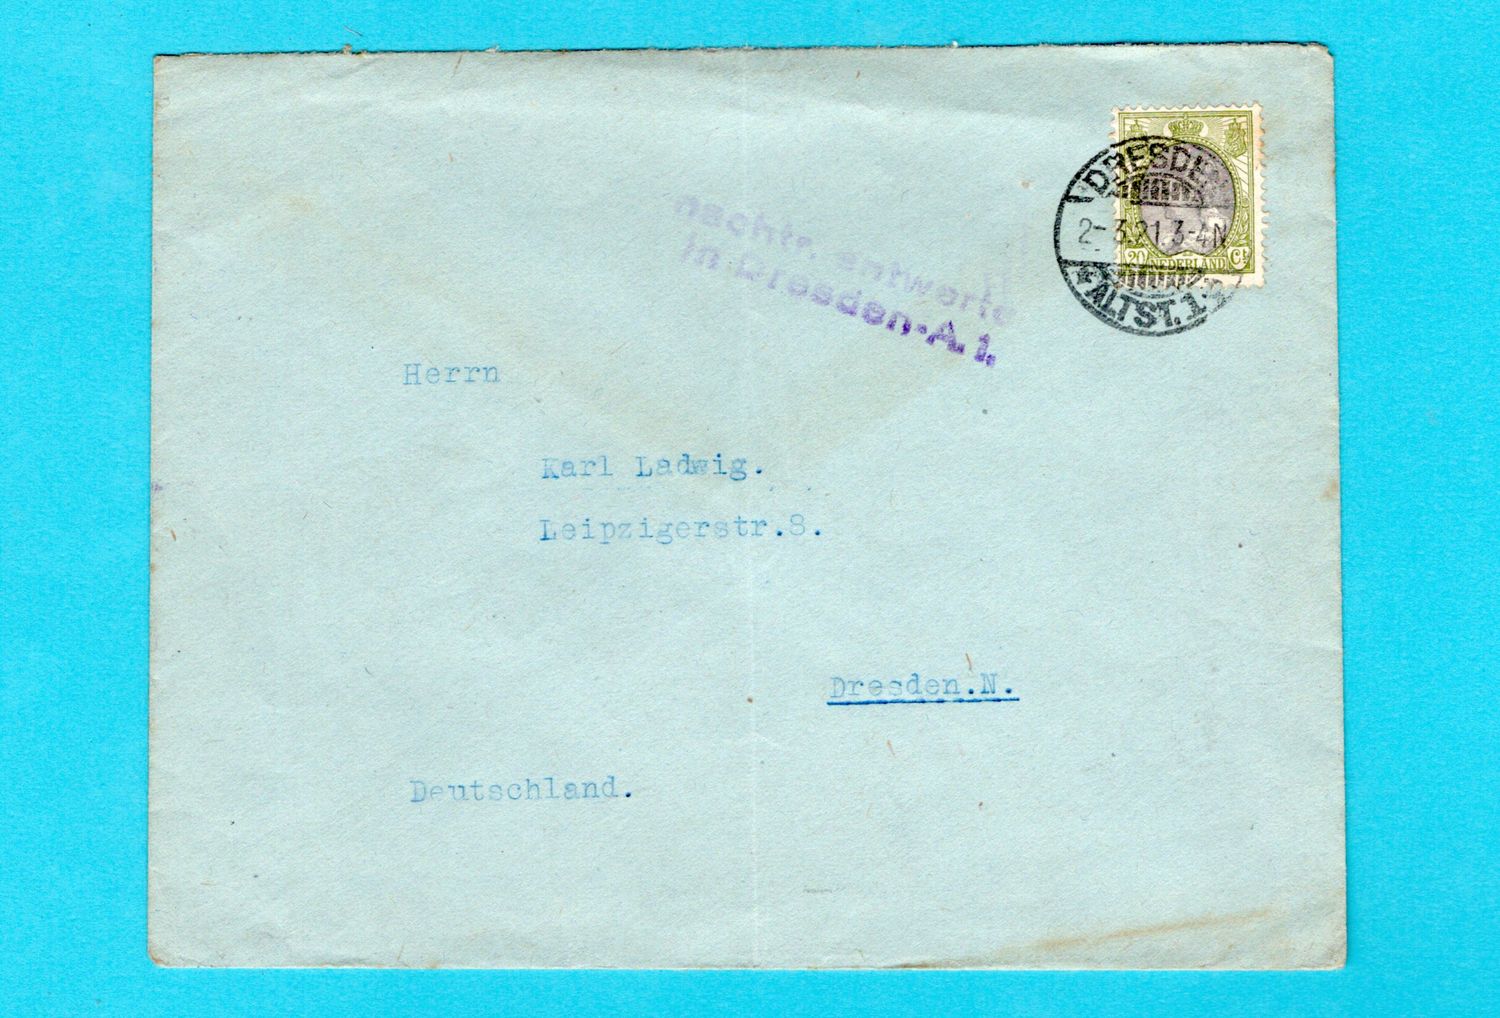 nachtr. entwertet
in Dresden-A. 1.
DRESDEN
2-3.21.3-4N
* ALTST. 1
20 NEDERLAND Ct
Herrn
Karl Ladwig.
Leipzigerstr.8.
Dresden.N.
Deutschland.